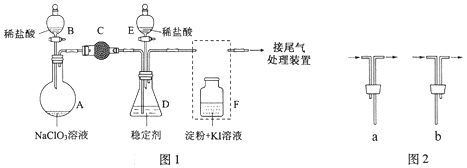 稀盐酸 B C E 稀盐酸
接尾气
处理装置
A D F
NaClO₃溶液 稳定剂 淀粉+KI溶液
a b
图1 图2